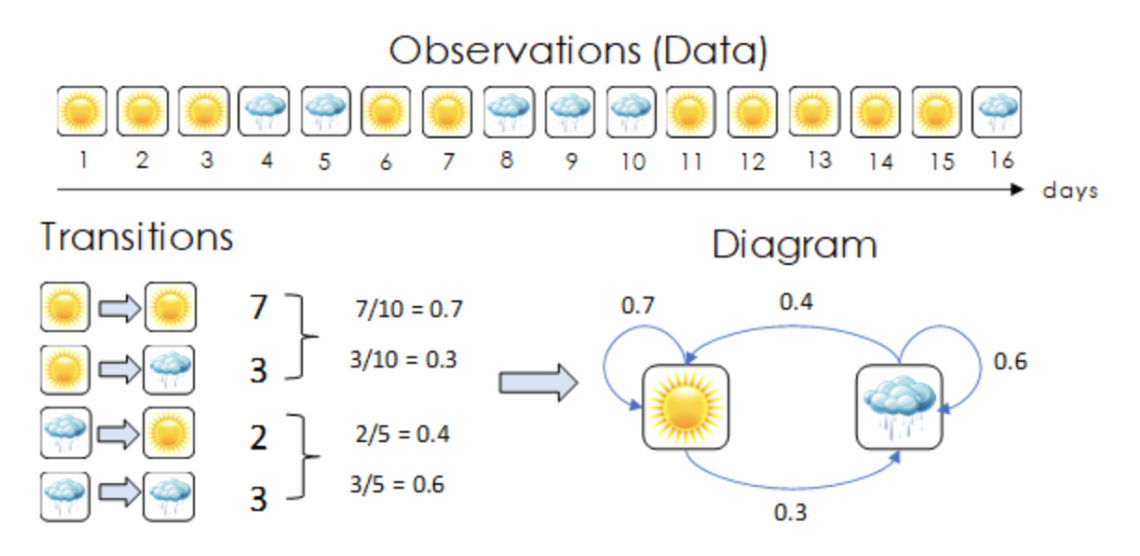 Observations (Data)
1 2 3 4 5 6 7 8 9 10 11 12 13 14 15 16
days
Transitions
Diagram
7 7/10 = 0.7
3 3/10 = 0.3
2 2/5 = 0.4
3 3/5 = 0.6
0.7 0.4
0.6
0.3